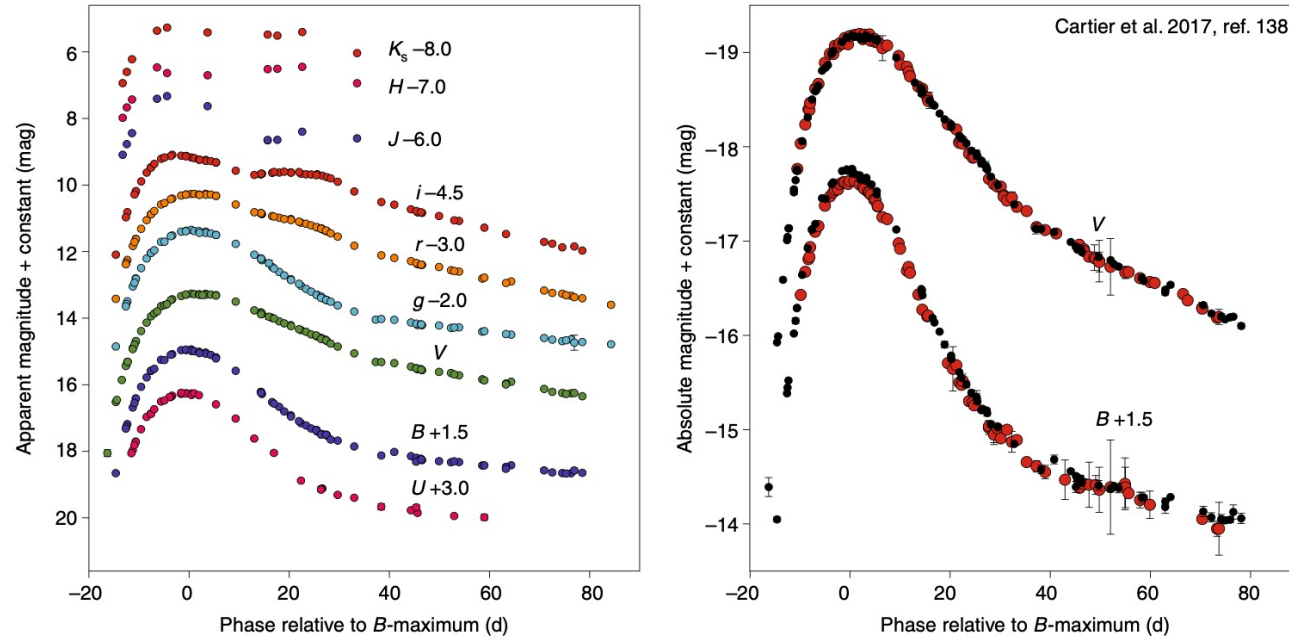 6
8
10
12
14
16
18
20
Apparent magnitude + constant (mag)
K_s –8.0
H –7.0
J –6.0
i –4.5
r –3.0
g –2.0
V
B +1.5
U +3.0
–20
0
20
40
60
80
Phase relative to B-maximum (d)
Cartier et al. 2017, ref. 138
–19
–18
–17
–16
–15
–14
Absolute magnitude + constant (mag)
V
B +1.5
–20
0
20
40
60
80
Phase relative to B-maximum (d)